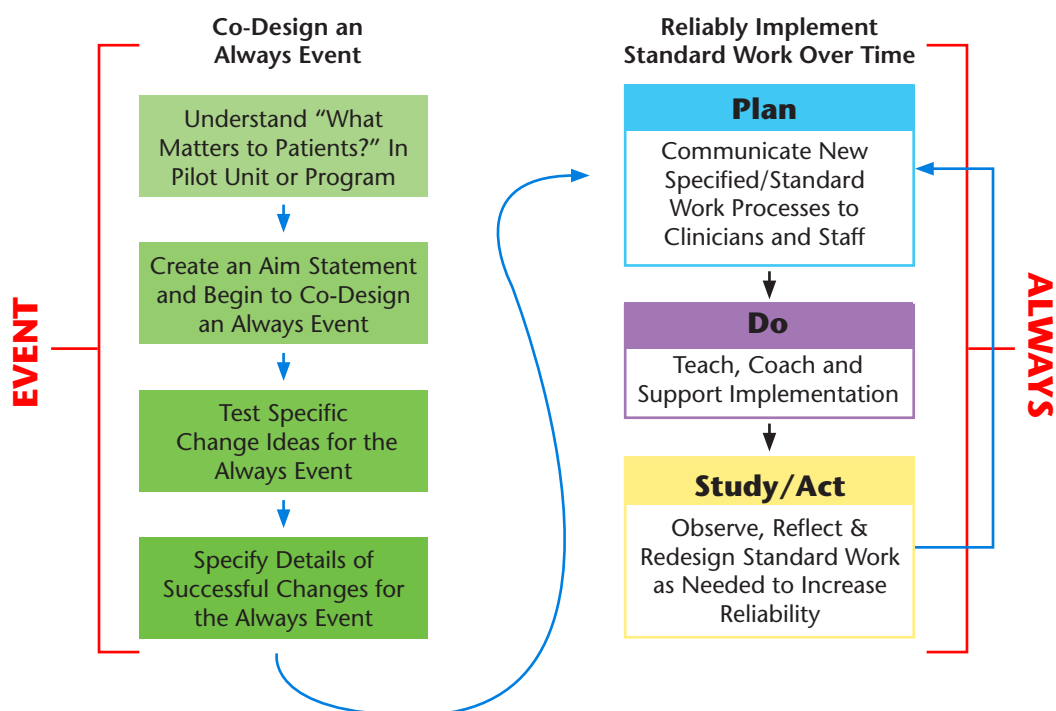 Co-Design an
Always Event
EVENT
Understand “What
Matters to Patients?” In
Pilot Unit or Program
Create an Aim Statement
and Begin to Co-Design
an Always Event
Test Specific
Change Ideas for the
Always Event
Specify Details of
Successful Changes for
the Always Event
Reliably Implement
Standard Work Over Time
Plan
Communicate New
Specified/Standard
Work Processes to
Clinicians and Staff
Do
Teach, Coach and
Support Implementation
Study/Act
Observe, Reflect &
Redesign Standard Work
as Needed to Increase
Reliability
ALWAYS